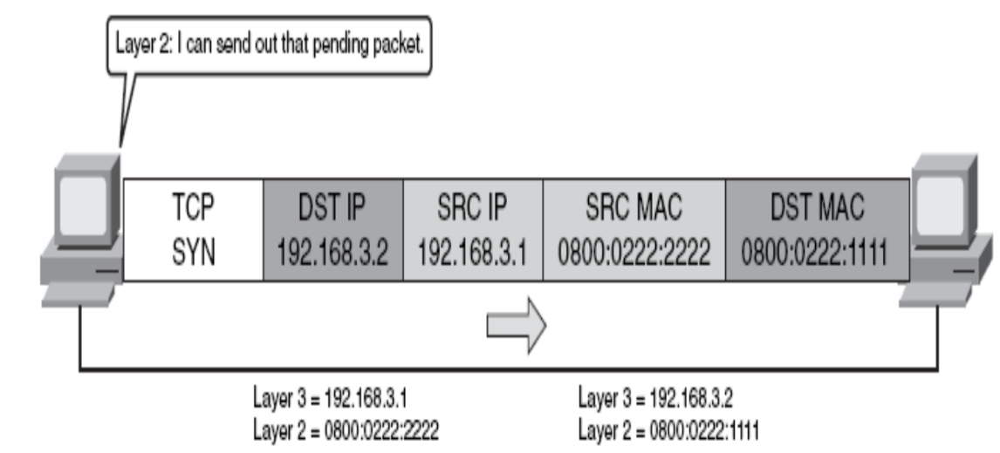 Layer 2: I can send out that pending packet.
TCP
SYN
DST IP
192.168.3.2
SRC IP
192.168.3.1
SRC MAC
0800:0222:2222
DST MAC
0800:0222:1111
Layer 3 = 192.168.3.1
Layer 2 = 0800:0222:2222
Layer 3 = 192.168.3.2
Layer 2 = 0800:0222:1111